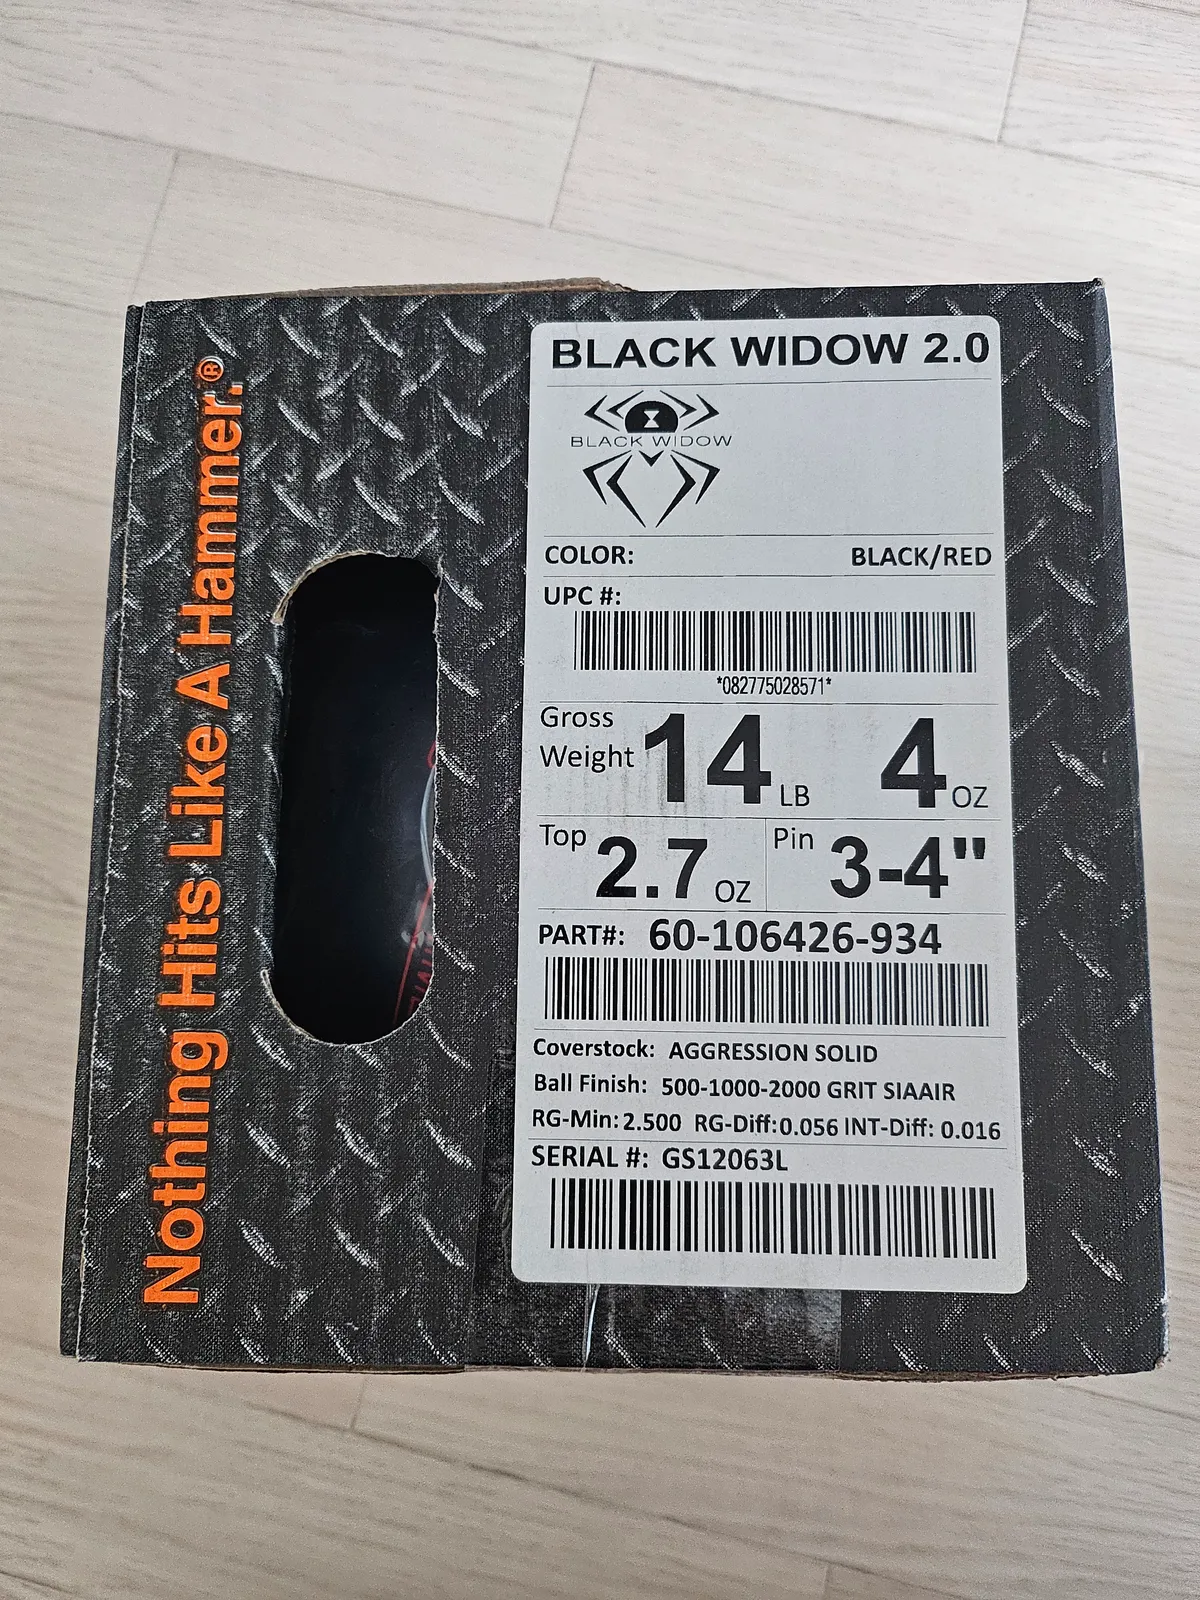 Nothing Hits Like A Hammer.®
BLACK WIDOW 2.0
BLACK WIDOW
COLOR: BLACK/RED
UPC #:
*082775028571*
Gross Weight 14 LB 4 OZ
Top 2.7 OZ Pin 3-4"
PART#: 60-106426-934
Coverstock: AGGRESSION SOLID
Ball Finish: 500-1000-2000 GRIT SIAAIR
RG-Min: 2.500 RG-Diff: 0.056 INT-Diff: 0.016
SERIAL #: GS12063L